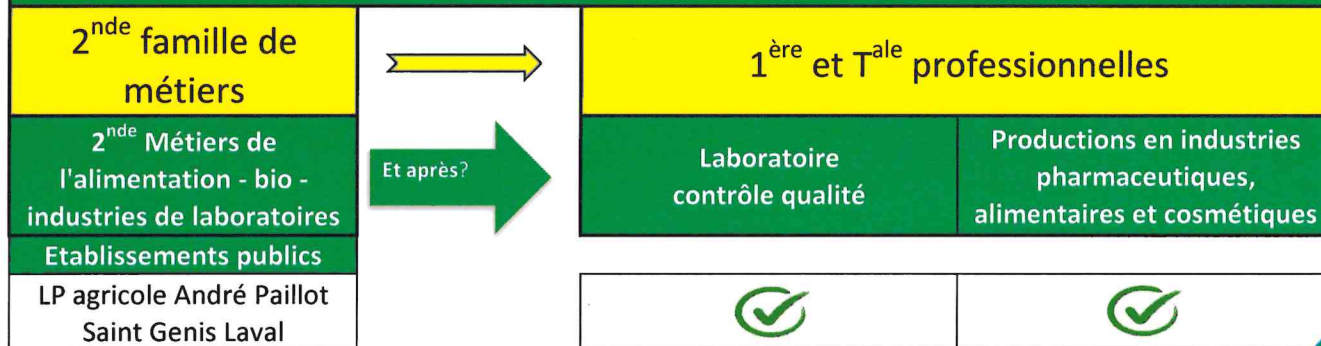 2nde famille de
métiers
1ère et Tale professionnelles
2nde Métiers de
l'alimentation - bio -
industries de laboratoires
Et après?
Laboratoire
contrôle qualité
Productions en industries
pharmaceutiques,
alimentaires et cosmétiques
Etablissements publics
LP agricole André Paillot
Saint Genis Laval